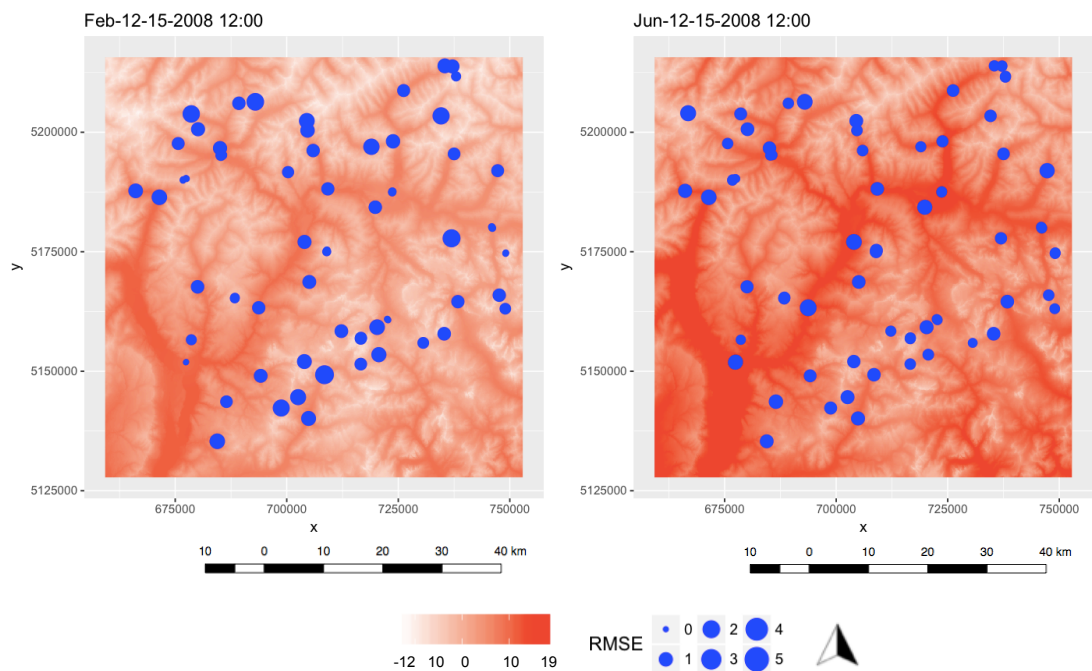 Feb-12-15-2008 12:00
Jun-12-15-2008 12:00
5200000
5175000
5150000
5125000
y
675000 700000 725000 750000
x
5200000
5175000
5150000
5125000
y
675000 700000 725000 750000
x
10 0 10 20 30 40 km
10 0 10 20 30 40 km
-12 10 0 10 19
RMSE
0 2 4
1 3 5